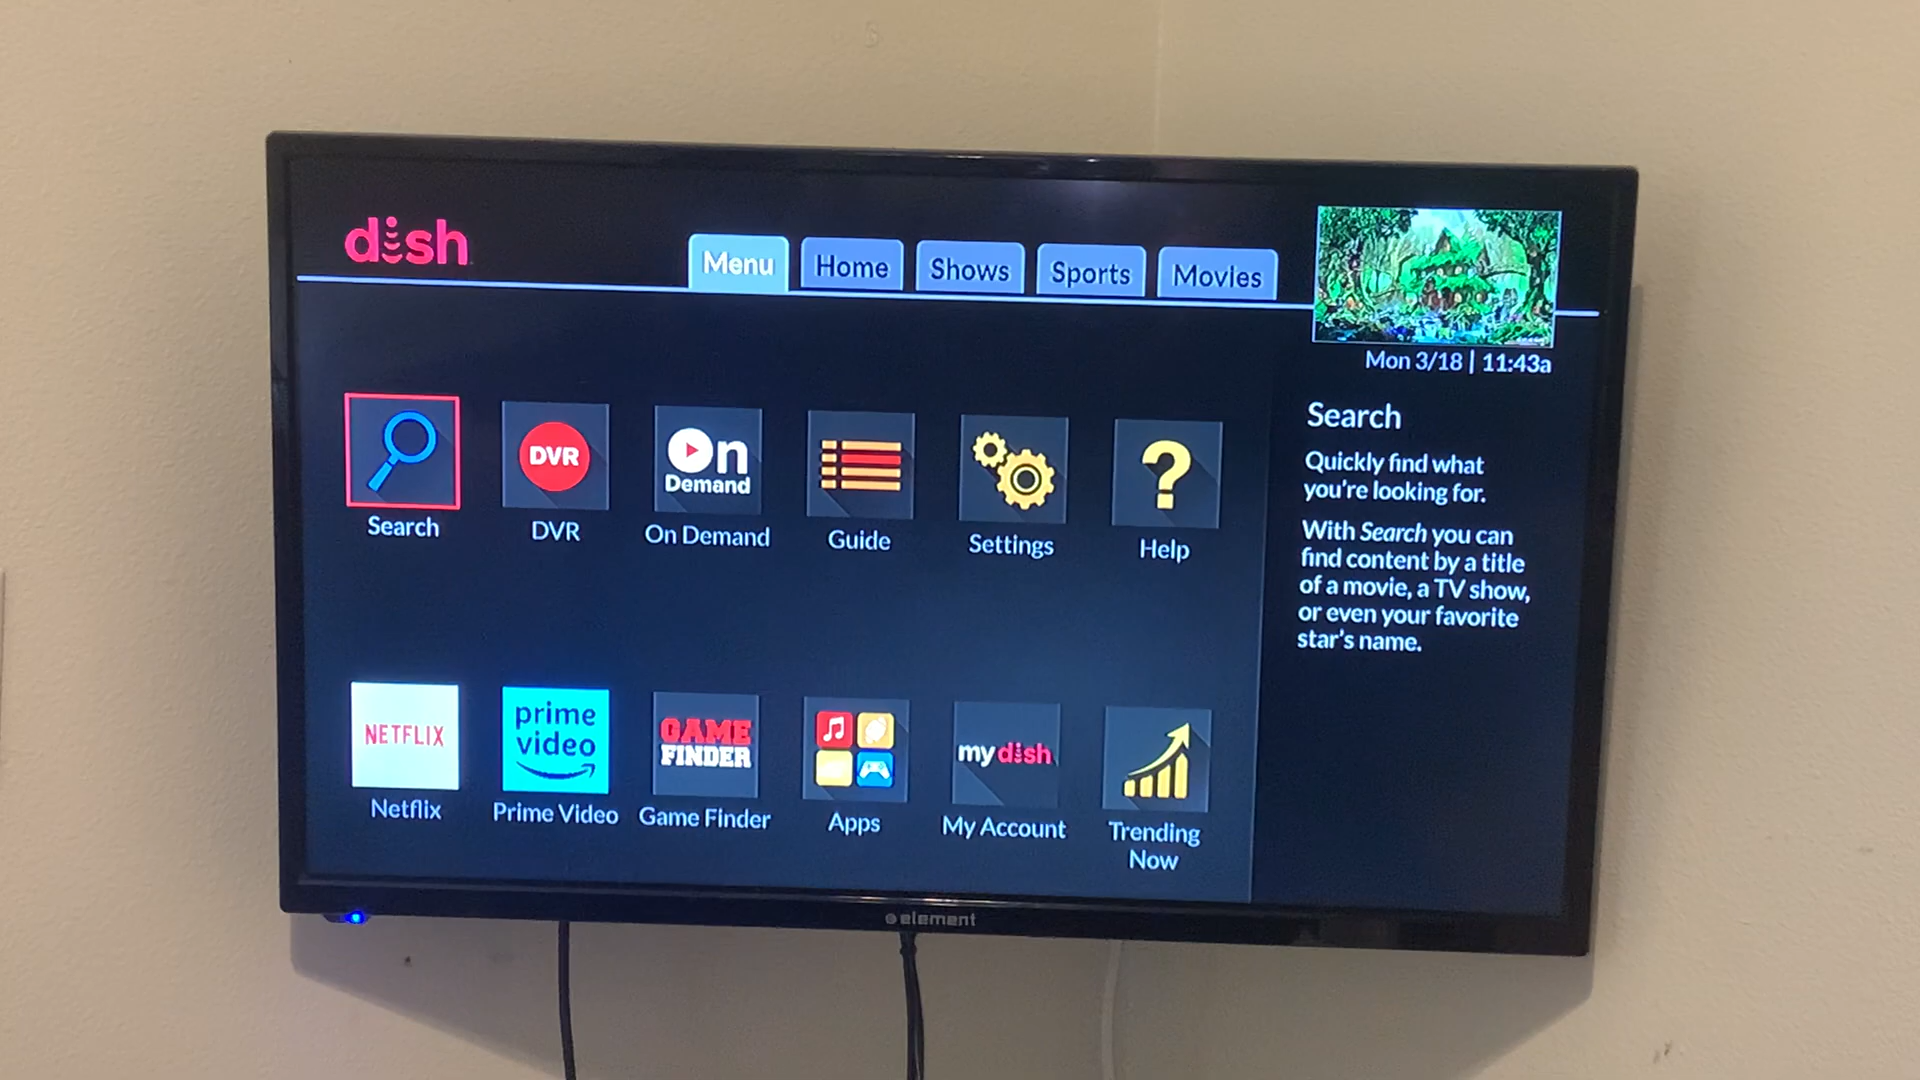 dish
Menu
Home
Shows
Sports
Movies
Mon 3/18 | 11:43a
Search
Quickly find what
you're looking for.
With Search you can
find content by a title
of a movie, a TV show,
or even your favorite
star's name.
DVR
On
Demand
Search
DVR
On Demand
Guide
Settings
Help
NETFLIX
prime
video
GAME
FINDER
my dish
Netflix
Prime Video
Game Finder
Apps
My Account
Trending
Now
element